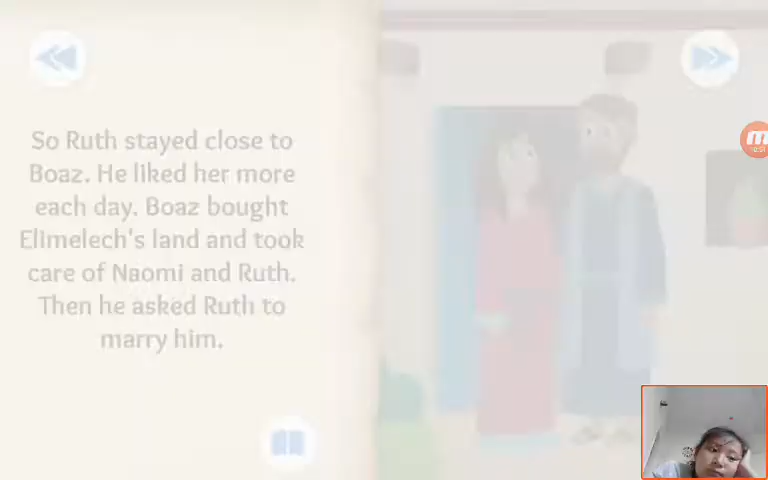 So Ruth stayed close to
Boaz. He liked her more
each day. Boaz bought
Elimelech's land and took
care of Naomi and Ruth.
Then he asked Ruth to
marry him.